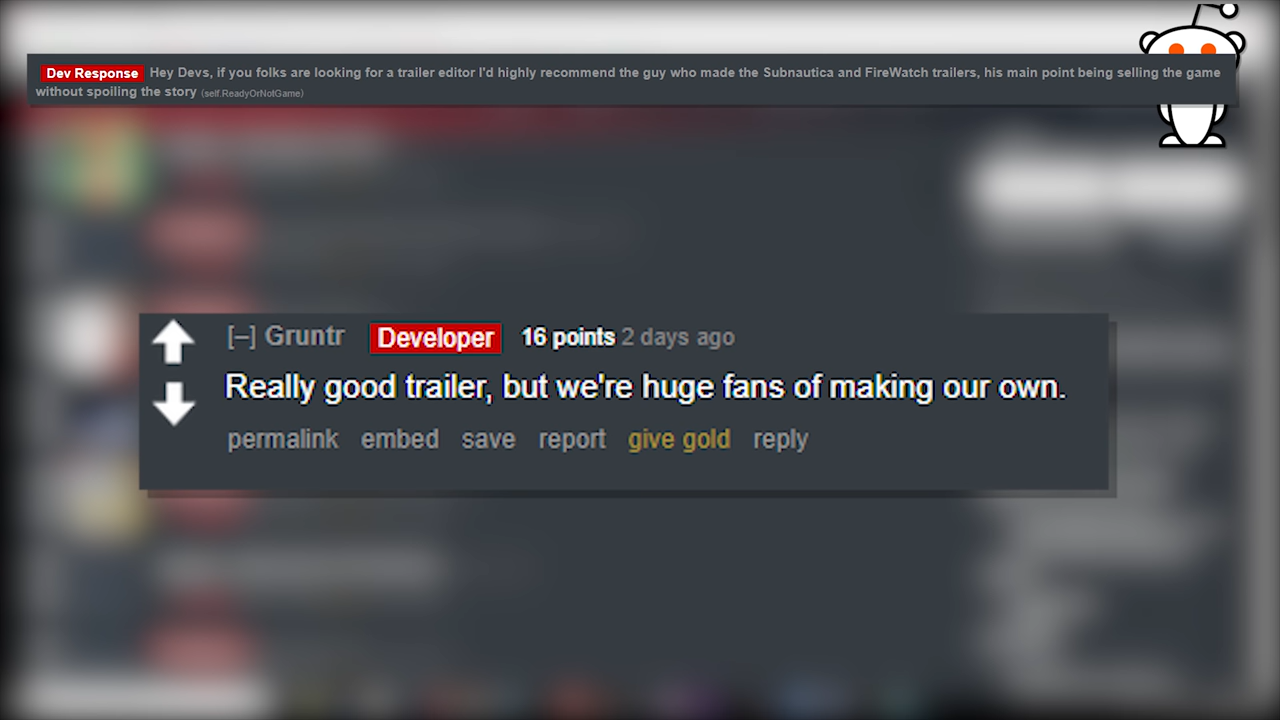 Dev Response Hey Devs, if you folks are looking for a trailer editor I'd highly recommend the guy who made the Subnautica and FireWatch trailers, his main point being selling the game
without spoiling the story (self.ReadyOrNotGame)
[–] Gruntr Developer 16 points 2 days ago
Really good trailer, but we're huge fans of making our own.
permalink embed save report give gold reply